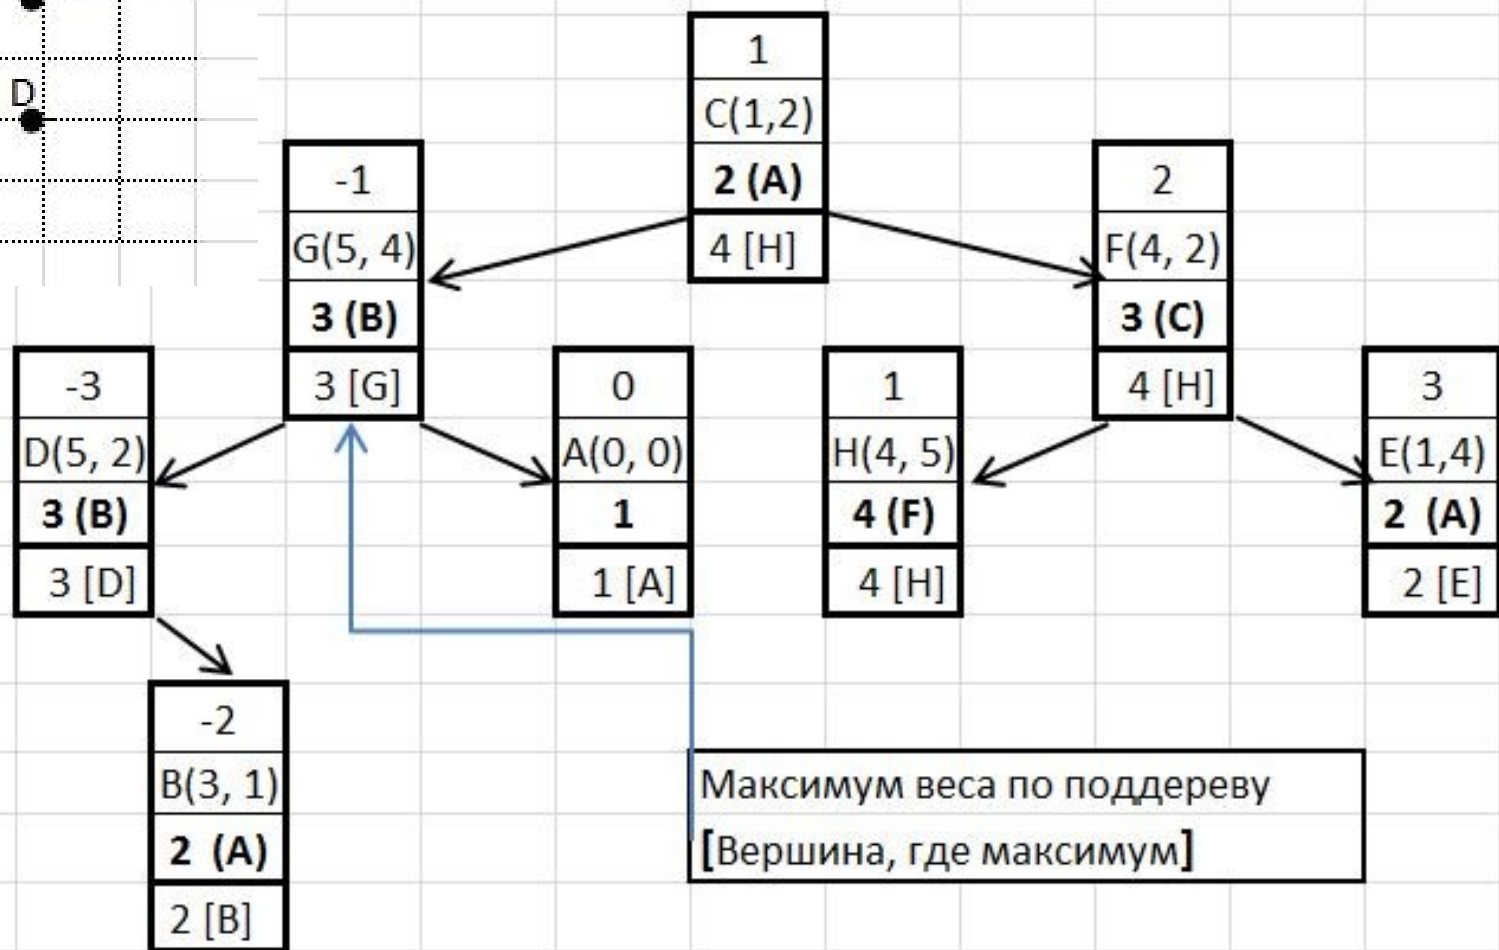 D
1
C(1,2)
2 (A)
4 [H]
-1
G(5, 4)
3 (B)
3 [G]
2
F(4, 2)
3 (C)
4 [H]
-3
D(5, 2)
3 (B)
3 [D]
0
A(0, 0)
1
1 [A]
1
H(4, 5)
4 (F)
4 [H]
3
E(1,4)
2 (A)
2 [E]
-2
B(3, 1)
2 (A)
2 [B]
Максимум веса по поддереву
[Вершина, где максимум]